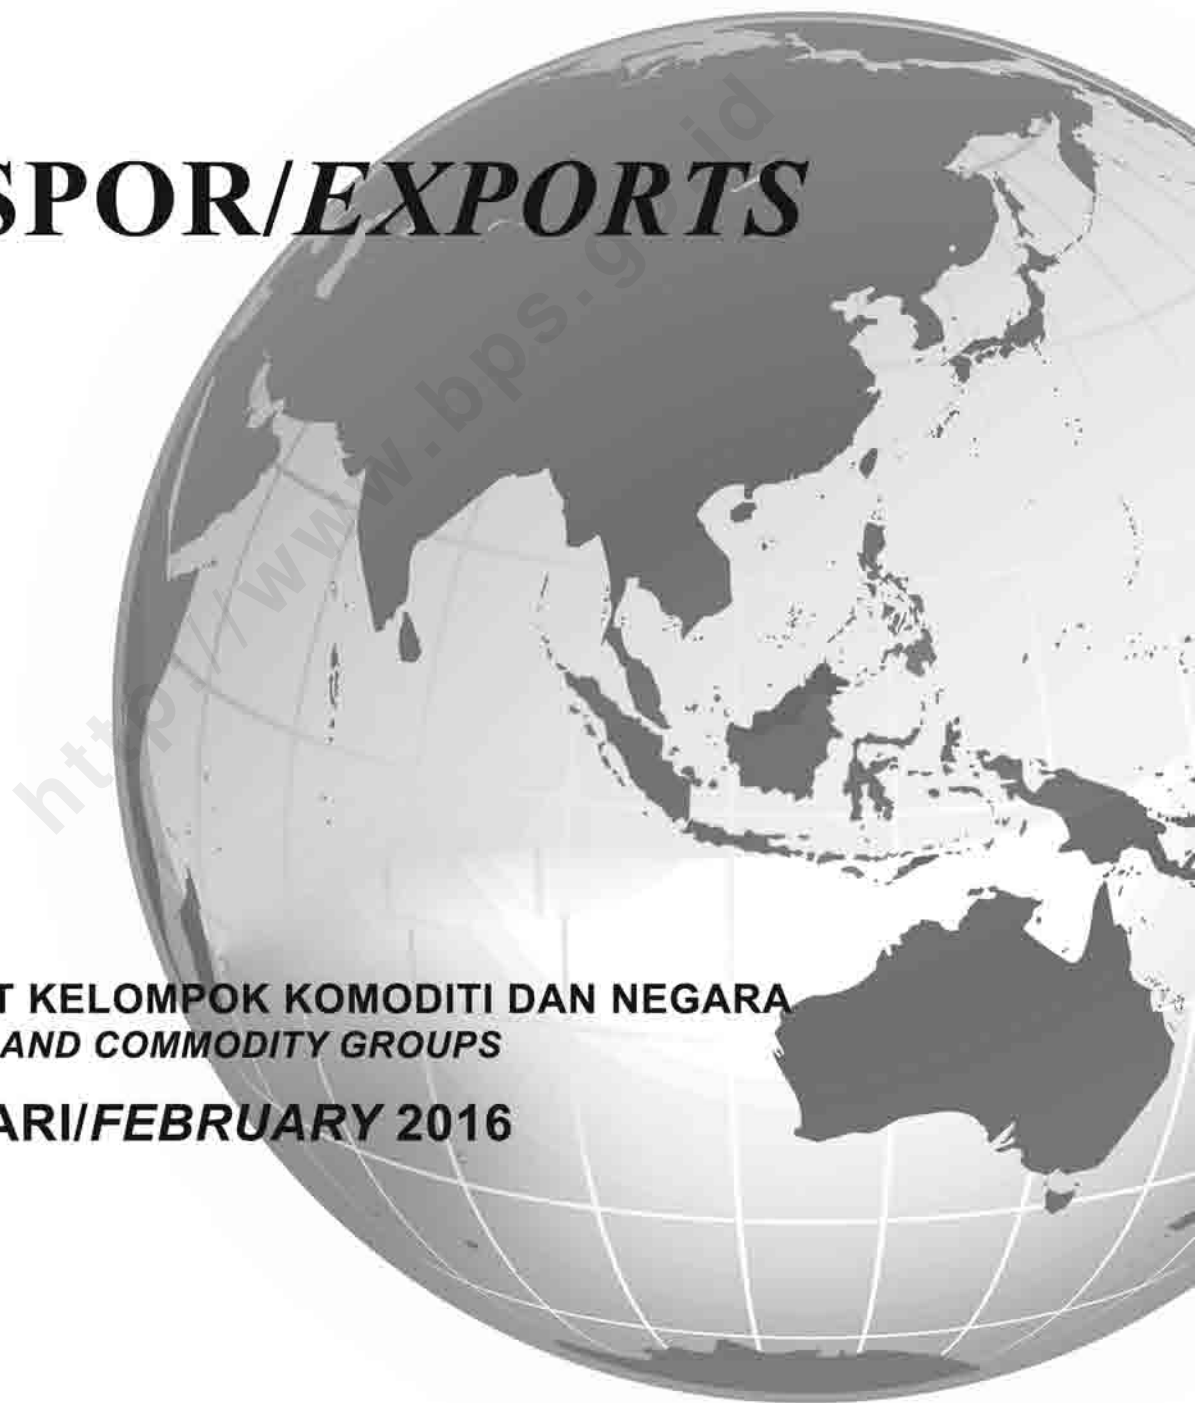 SPOR/EXPORTS
http://www.bps.go.id
T KELOMPOK KOMODITI DAN NEGARA
AND COMMODITY GROUPS
ARI/FEBRUARY 2016